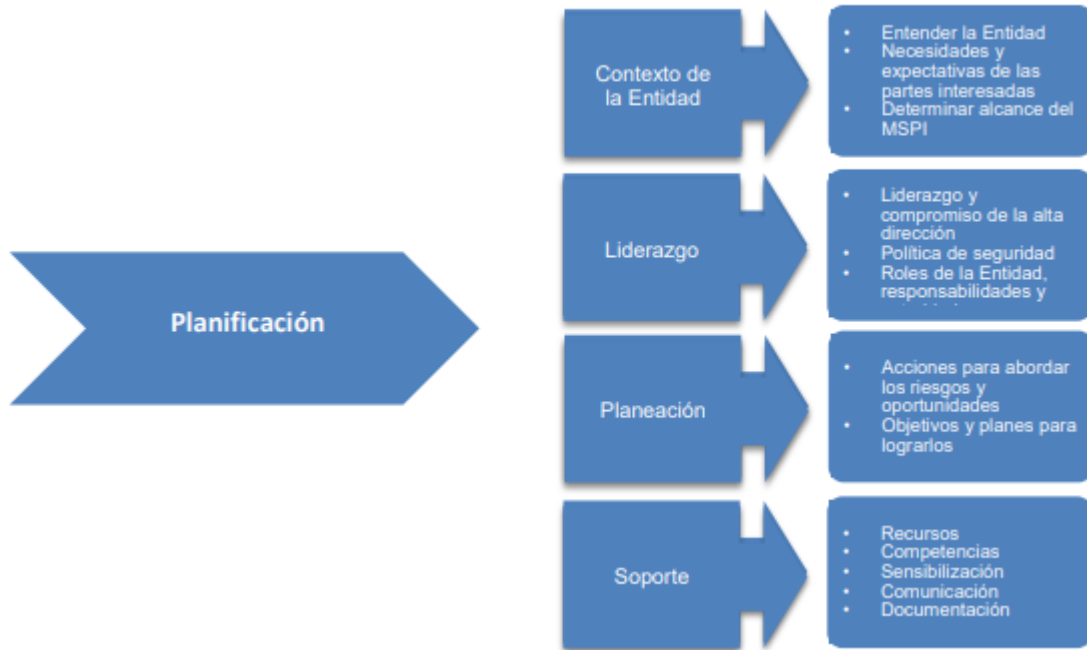 Planificación
Contexto de
la Entidad
• Entender la Entidad
• Necesidades y
expectativas de las
partes interesadas
• Determinar alcance del
MSPI
Liderazgo
• Liderazgo y
compromiso de la alta
dirección
• Política de seguridad
• Roles de la Entidad,
responsabilidades y
Planeación
• Acciones para abordar
los riesgos y
oportunidades
• Objetivos y planes para
lograrlos
Soporte
• Recursos
• Competencias
• Sensibilización
• Comunicación
• Documentación